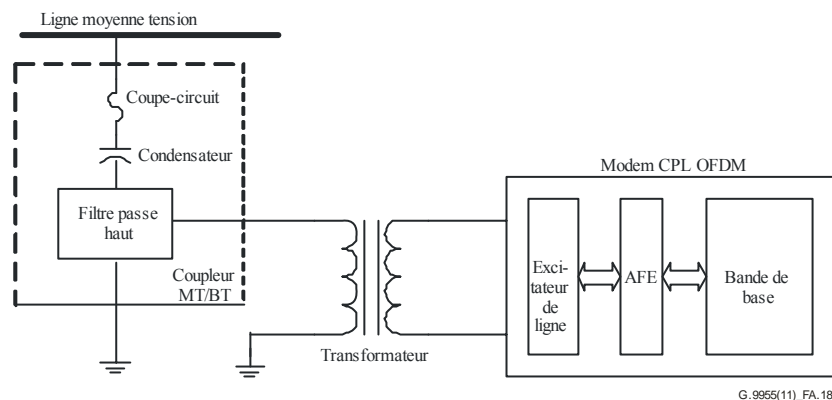 Ligne moyenne tension
Coupe-circuit
Condensateur
Filtre passe
haut
Coupleur
MT/BT
Transformateur
Modem CPL OFDM
Exci-
tateur
de
ligne
AFE
Bande de
base
G.9955(11)_FA.18